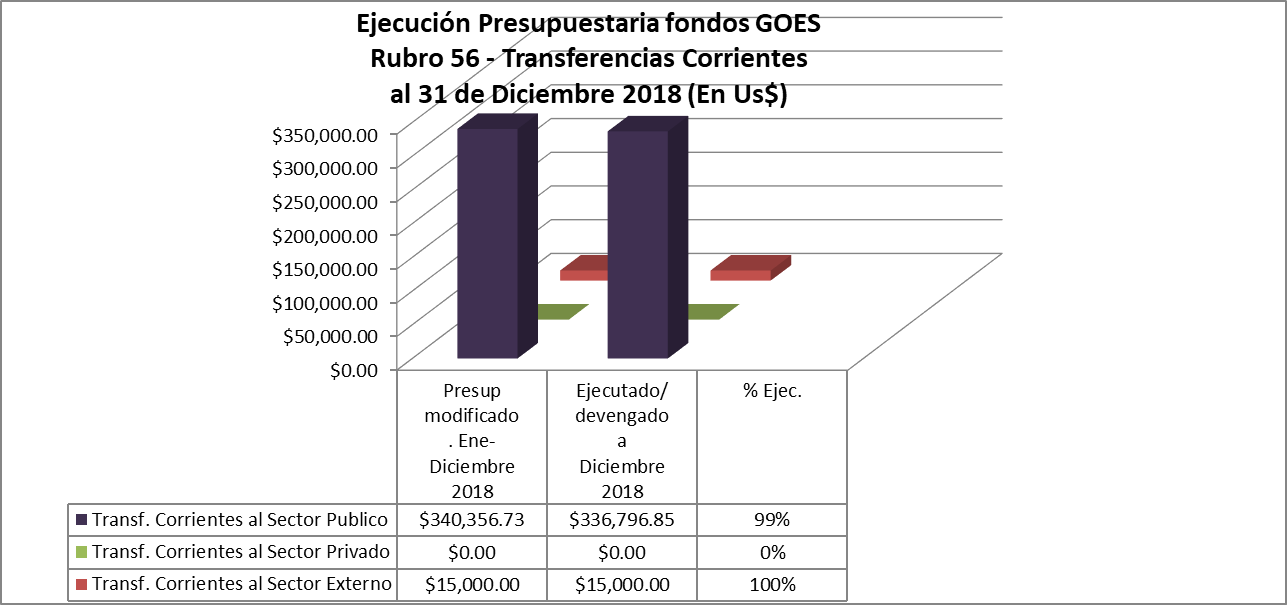 Ejecución Presupuestaria fondos GOES
Rubro 56 - Transferencias Corrientes
al 31 de Diciembre 2018 (En Us$)
$350,000.00
$300,000.00
$250,000.00
$200,000.00
$150,000.00
$100,000.00
$50,000.00
$0.00
Presup
modificado
. Ene-
Diciembre
2018
Ejecutado/
devengado
a
Diciembre
2018
% Ejec.
Transf. Corrientes al Sector Publico $340,356.73 $336,796.85 99%
Transf. Corrientes al Sector Privado $0.00 $0.00 0%
Transf. Corrientes al Sector Externo $15,000.00 $15,000.00 100%